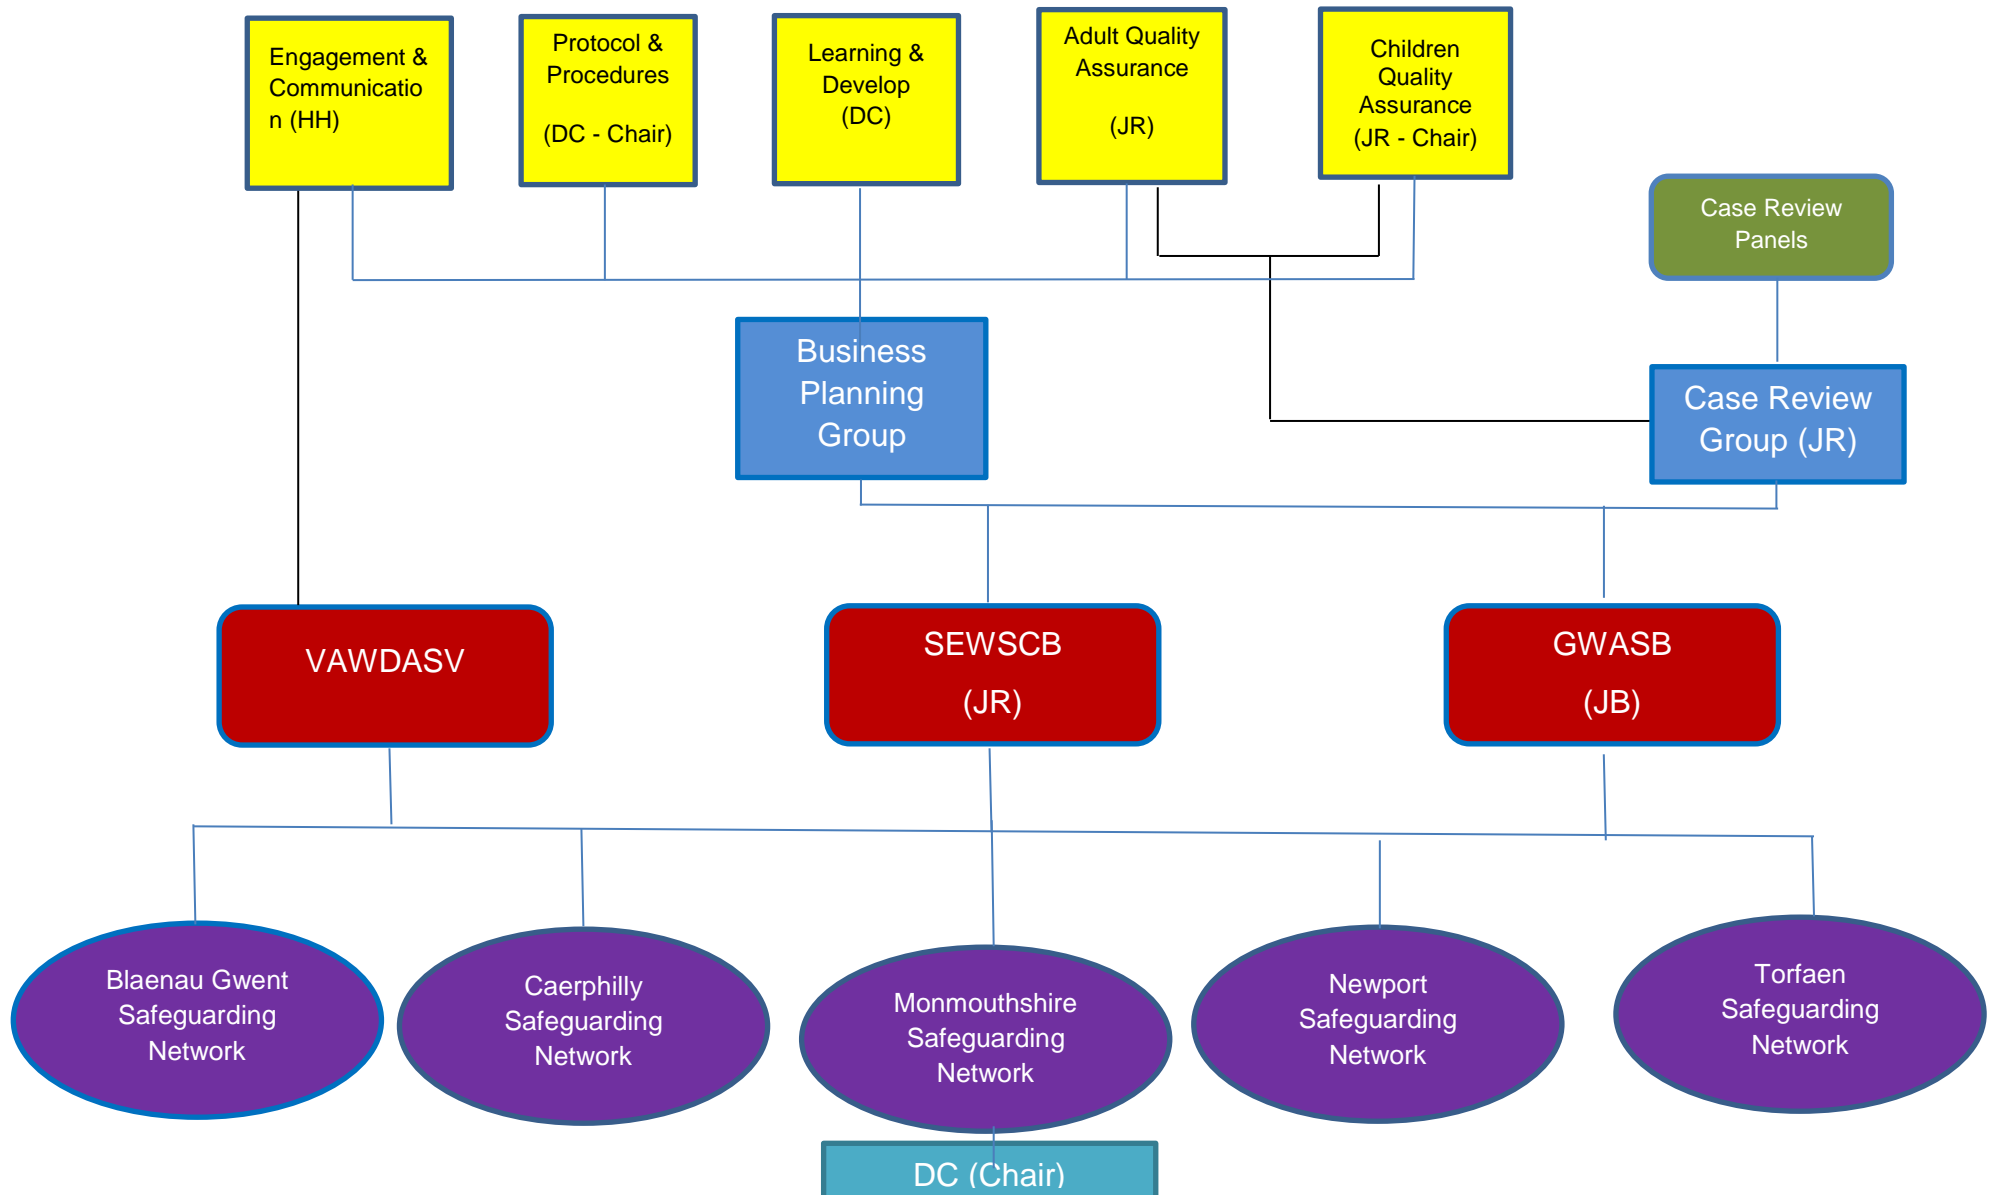 Engagement &
Communicatio
n (HH)
Protocol &
Procedures
(DC - Chair)
Learning &
Develop
(DC)
Adult Quality
Assurance
(JR)
Children
Quality
Assurance
(JR - Chair)
Case Review
Panels
Business
Planning
Group
Case Review
Group (JR)
VAWDASV
SEWSCB
(JR)
GWASB
(JB)
Blaenau Gwent
Safeguarding
Network
Caerphilly
Safeguarding
Network
Monmouthshire
Safeguarding
Network
Newport
Safeguarding
Network
Torfaen
Safeguarding
Network
DC (Chair)